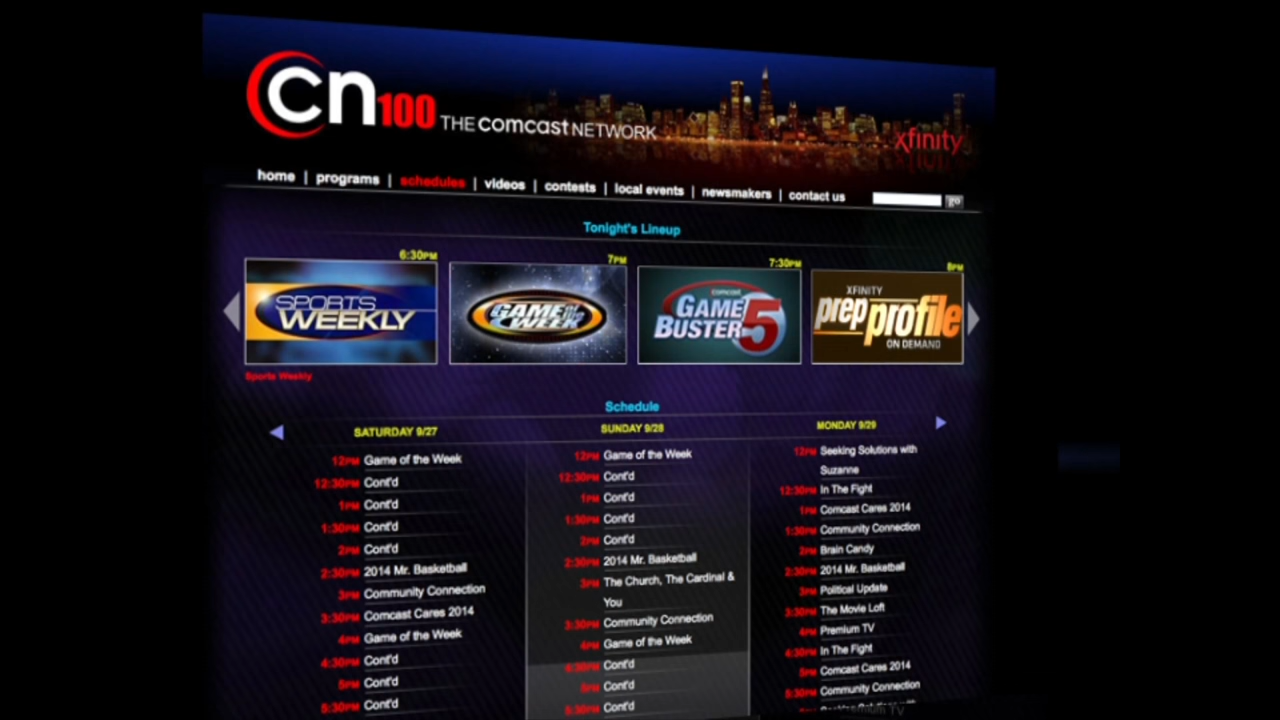 cn100 THE comcast NETWORK
xfinity
home | programs | schedules | videos | contests | local events | newsmakers | contact us
go
Tonight's Lineup
6:30PM
7PM
7:30PM
8PM
SPORTS
WEEKLY
GAME OF THE
WEEK
comcast
GAME
BUSTER 5
XFINITY
prep profile
ON DEMAND
Sports Weekly
Schedule
SATURDAY 9/27
12PM Game of the Week
12:30PM Cont'd
1PM Cont'd
1:30PM Cont'd
2PM Cont'd
2:30PM 2014 Mr. Basketball
3PM Community Connection
3:30PM Comcast Cares 2014
4PM Game of the Week
4:30PM Cont'd
5PM Cont'd
5:30PM Cont'd
SUNDAY 9/28
12PM Game of the Week
12:30PM Cont'd
1PM Cont'd
1:30PM Cont'd
2PM Cont'd
2:30PM 2014 Mr. Basketball
3PM The Church, The Cardinal &
You
3:30PM Community Connection
4PM Game of the Week
4:30PM Cont'd
5PM Cont'd
5:30PM Cont'd
MONDAY 9/29
12PM Seeking Solutions with
Suzanne
12:30PM In The Fight
1PM Comcast Cares 2014
1:30PM Community Connection
2PM Brain Candy
2:30PM 2014 Mr. Basketball
3PM Political Update
3:30PM The Movie Loft
4PM Premium TV
4:30PM In The Fight
5PM Comcast Cares 2014
5:30PM Community Connection